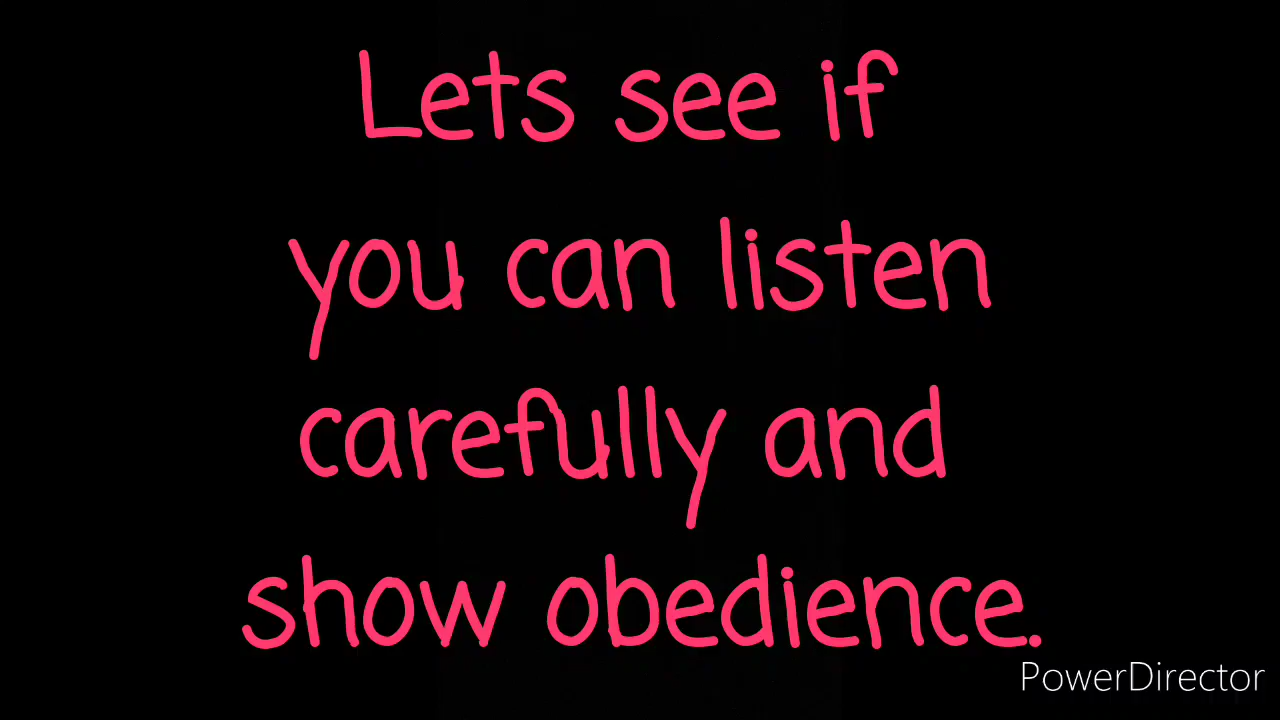 Lets see if
you can listen
carefully and
show obedience.
PowerDirector